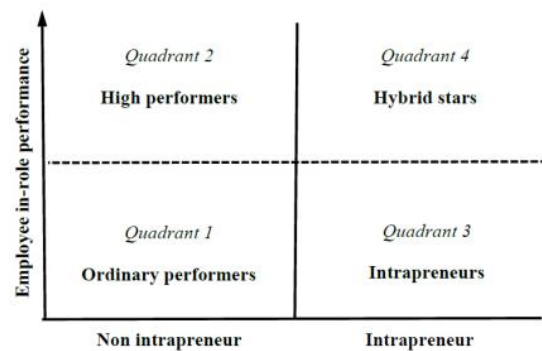 Employee in-role performance
Quadrant 2
High performers
Quadrant 4
Hybrid stars
Quadrant 1
Ordinary performers
Quadrant 3
Intrapreneurs
Non intrapreneur
Intrapreneur